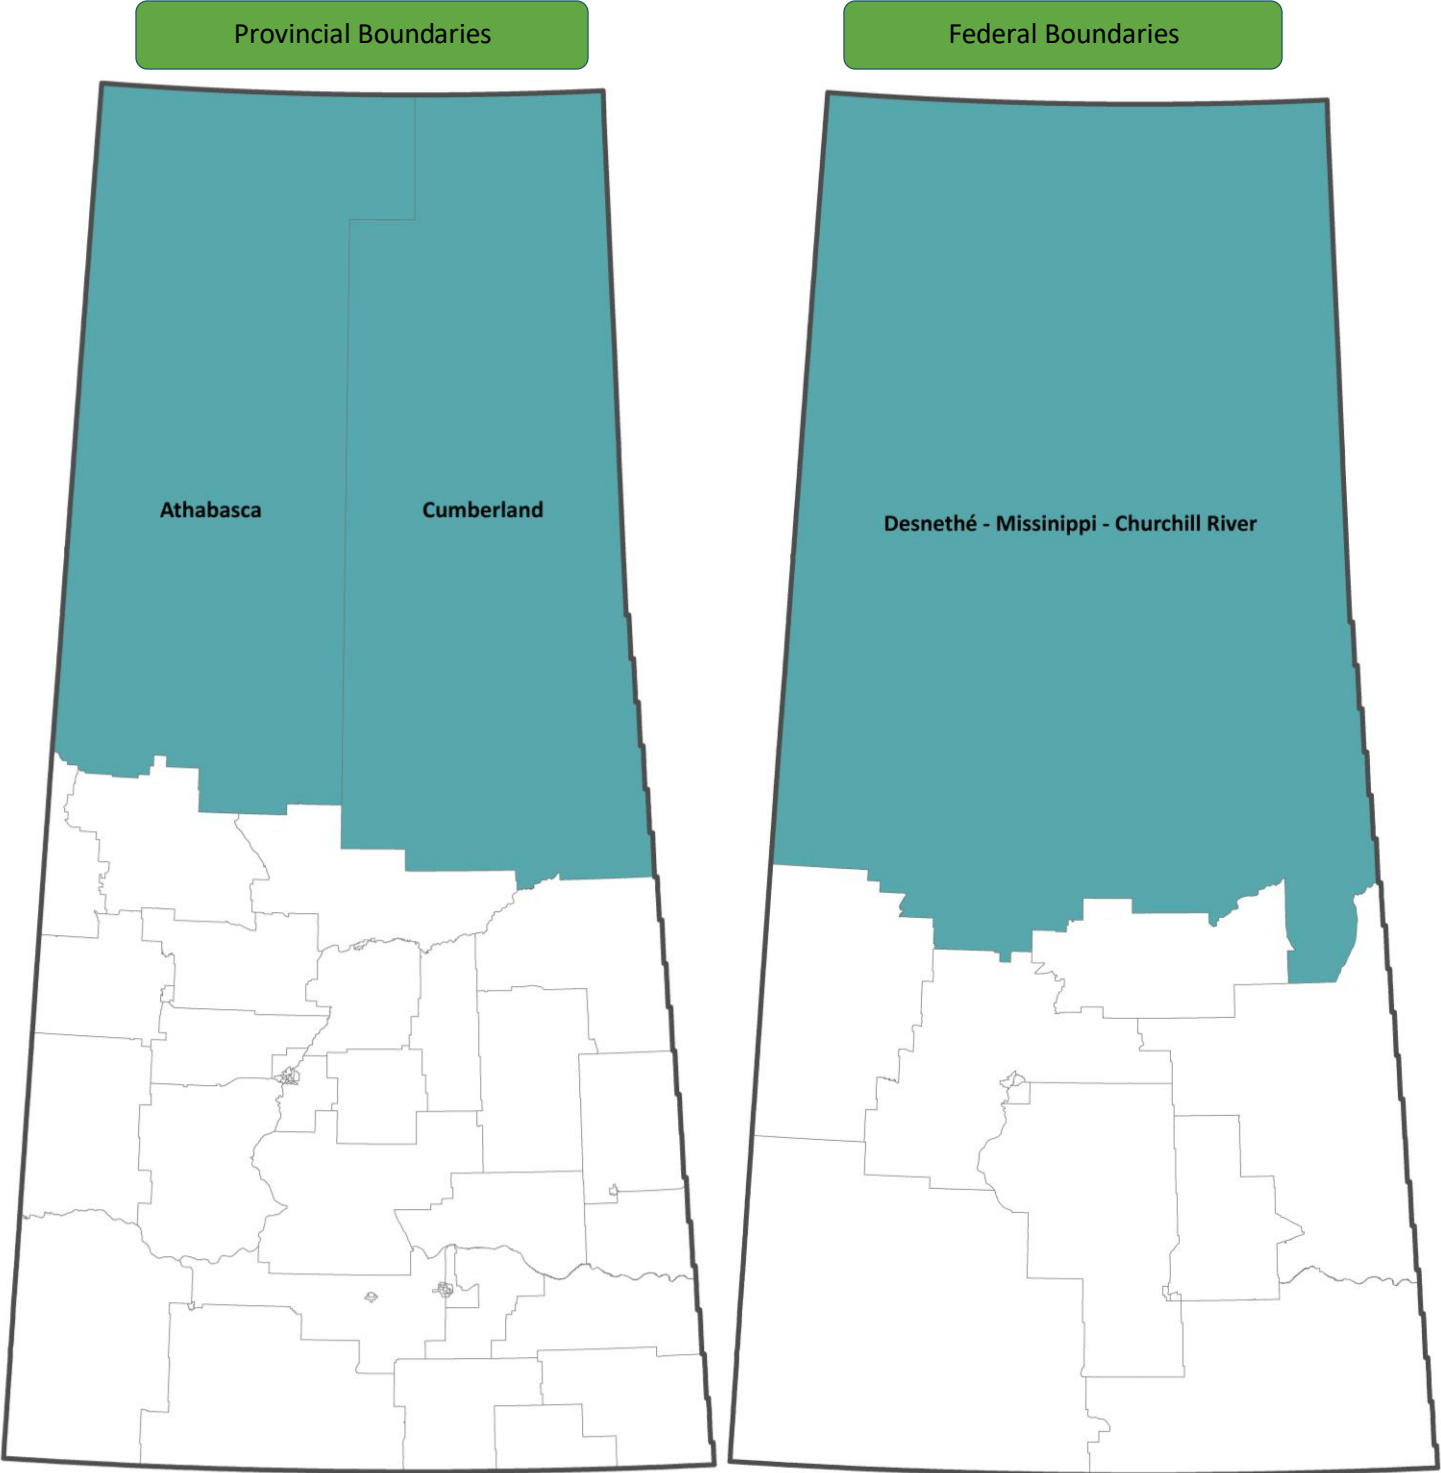 Provincial Boundaries
Federal Boundaries
Athabasca
Cumberland
Desnethé - Missinippi - Churchill River